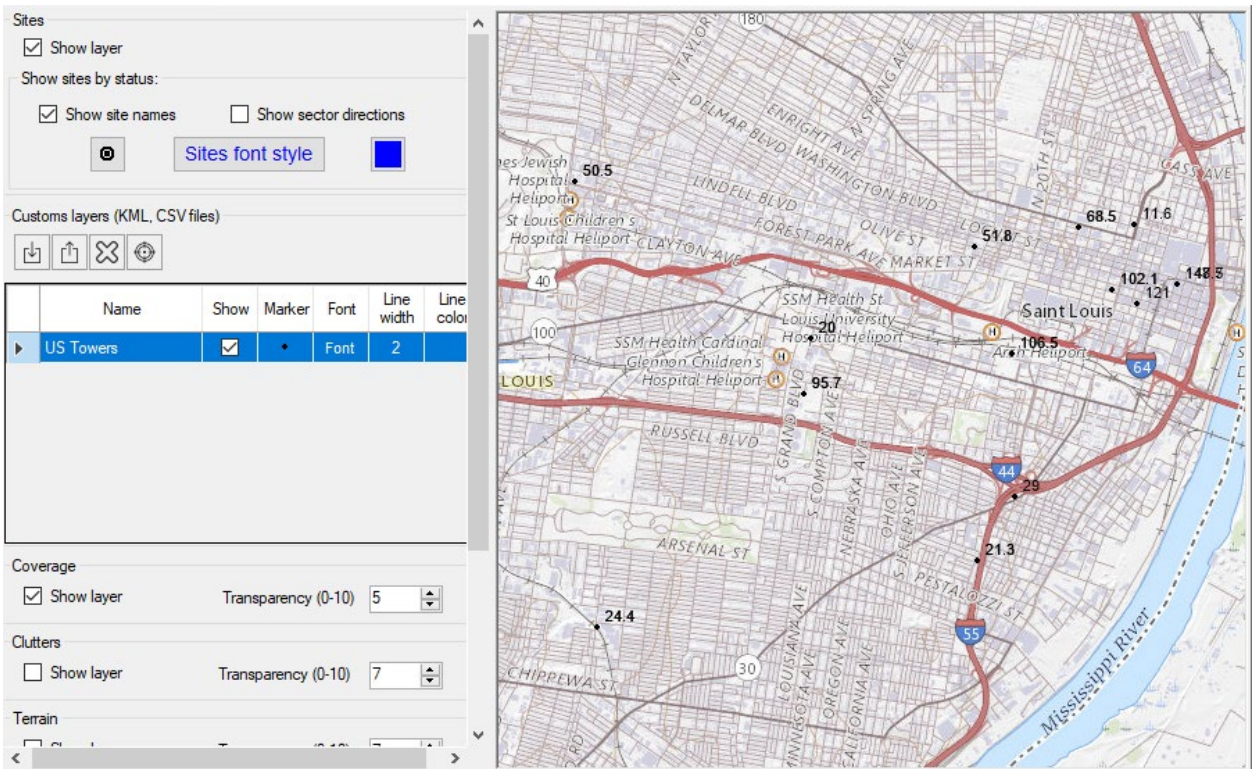 Sites
Show layer
Show sites by status:
Show site names
Show sector directions
Sites font style
Customs layers (KML, CSV files)
Name Show Marker Font Line width Line color
US Towers Font 2
Coverage
Show layer Transparency (0-10) 5
Clutters
Show layer Transparency (0-10) 7
Terrain
180
N TAYLOR
N SPRING AVE
ENRIGHT AVE
DELMAR BLVD
WASHINGTON BLVD
N 20TH ST
CASS AVE
es Jewish
Hospital
Heliport
50.5
LINDELL BLVD
St Louis Children s
Hospital Heliport
CLAYTON AVE
FOREST PARK AVE
OLIVE ST
MARKET ST
51.8
68.5
11.6
40
102.1
121
Saint Louis
100
SSM Health St
Louis University
Hospital Heliport
20
SSM Health Cardinal
Glennon Children's
Hospital Heliport
106.5
Arch Heliport
64
LOUIS
95.7
RUSSELL BLVD
S GRAND BLVD
S COMPTON AVE
NEBRASKA AVE
OHIO AVE
S JEFFERSON AVE
44
29
ARSENAL ST
21.3
PESTALOZZI ST
24.4
55
30
CHIPPEWA ST
MINNESOTA AVE
LOUISIANA AVE
OREGON AVE
CALIFORNIA AVE
RD
Mississippi River